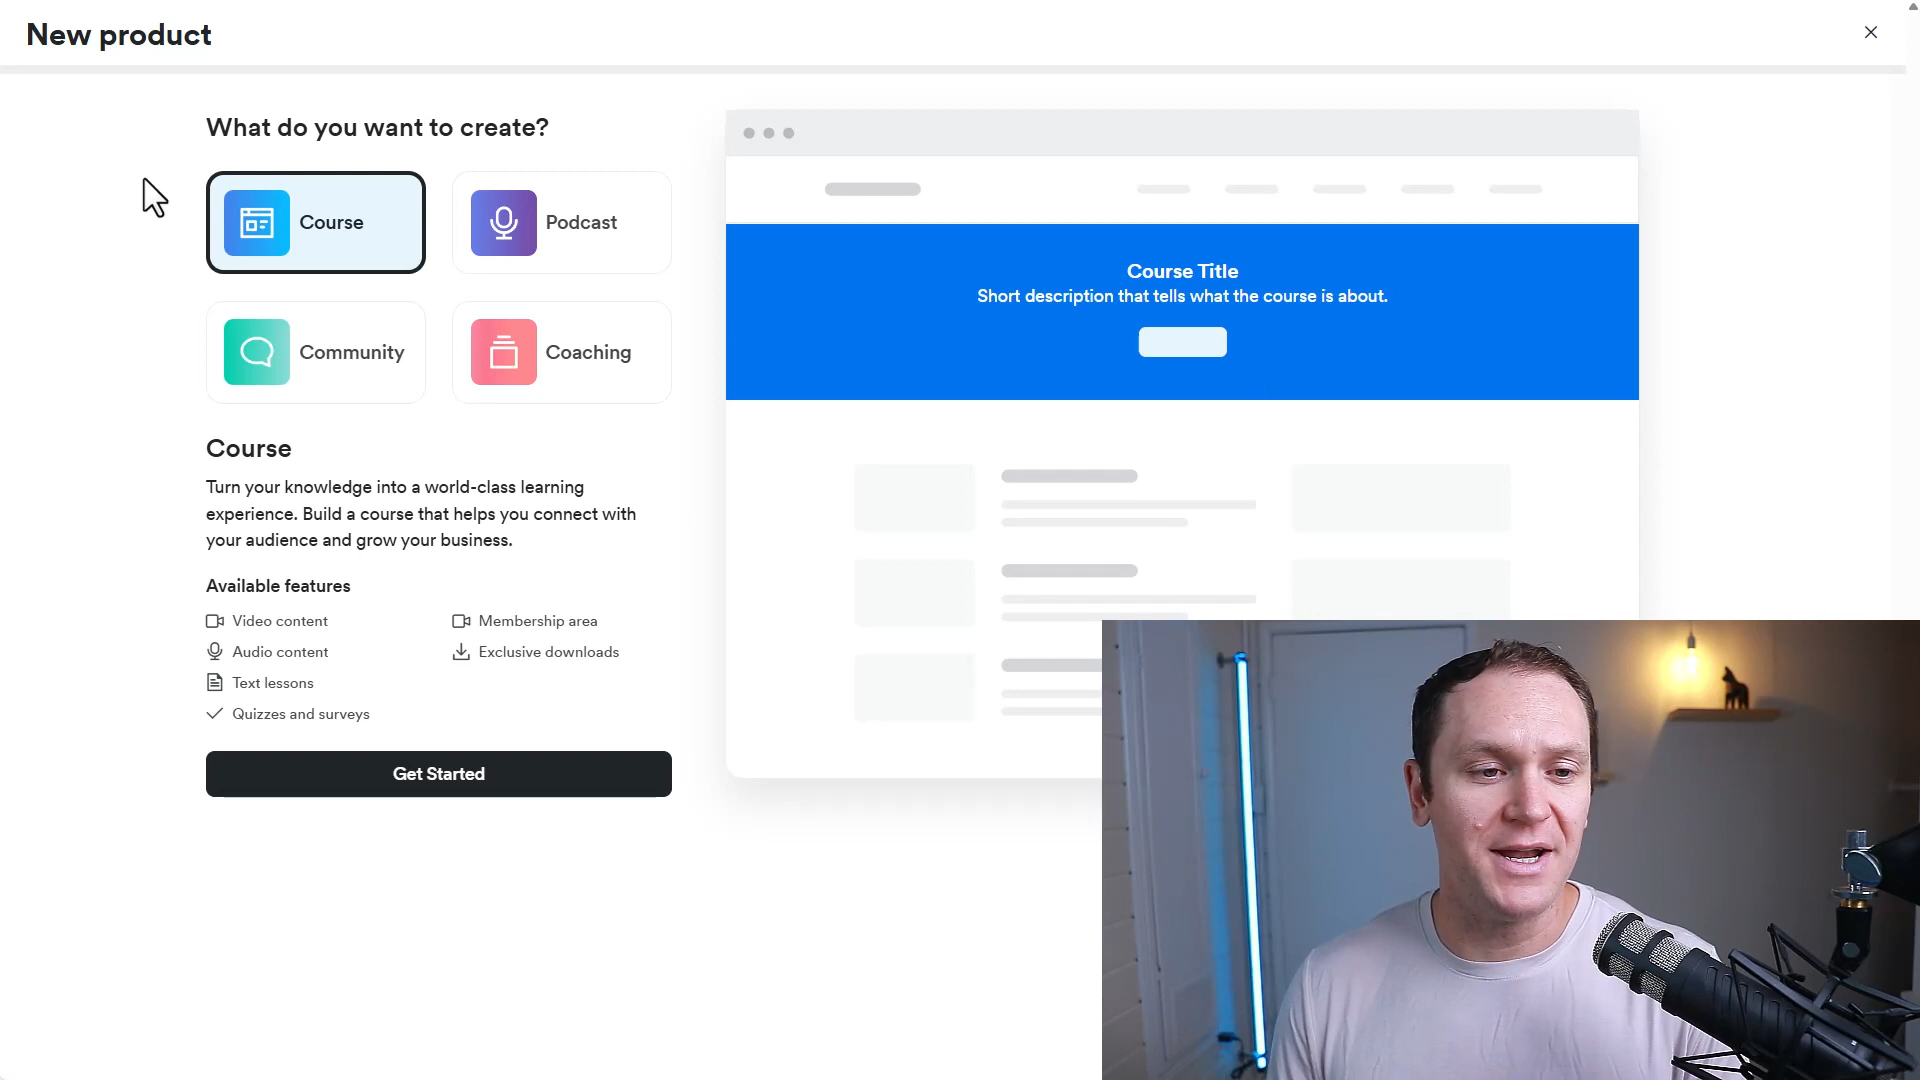 New product
What do you want to create?
Course
Podcast
Community
Coaching
Course
Turn your knowledge into a world-class learning
experience. Build a course that helps you connect with
your audience and grow your business.
Available features
Video content
Membership area
Audio content
Exclusive downloads
Text lessons
Quizzes and surveys
Get Started
Course Title
Short description that tells what the course is about.